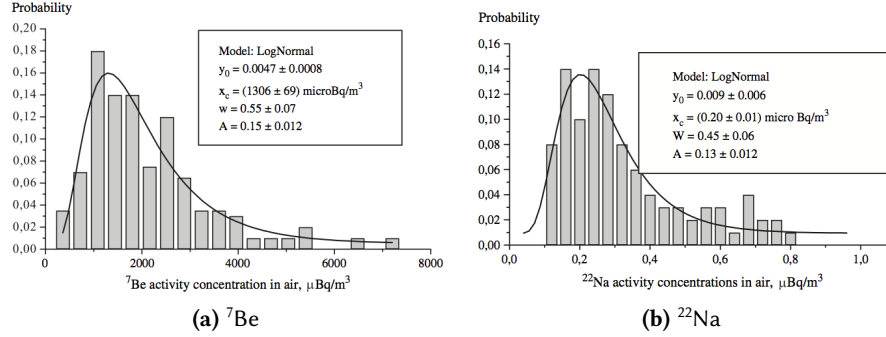 Probability
0,20
0,18
0,16
0,14
0,12
0,10
0,08
0,06
0,04
0,02
0,00
0
2000
4000
6000
8000
Model: LogNormal
y₀ = 0.0047 ± 0.0008
x_c = (1306 ± 69) microBq/m³
w = 0.55 ± 0.07
A = 0.15 ± 0.012
⁷Be activity concentration in air, μBq/m³
(a) ⁷Be
Probability
0,16
0,14
0,12
0,10
0,08
0,06
0,04
0,02
0,00
0,0
0,2
0,4
0,6
0,8
1,0
Model: LogNormal
y₀ = 0.009 ± 0.006
x_c = (0.20 ± 0.01) micro Bq/m³
W = 0.45 ± 0.06
A = 0.13 ± 0.012
²²Na activity concentrations in air, μBq/m³
(b) ²²Na